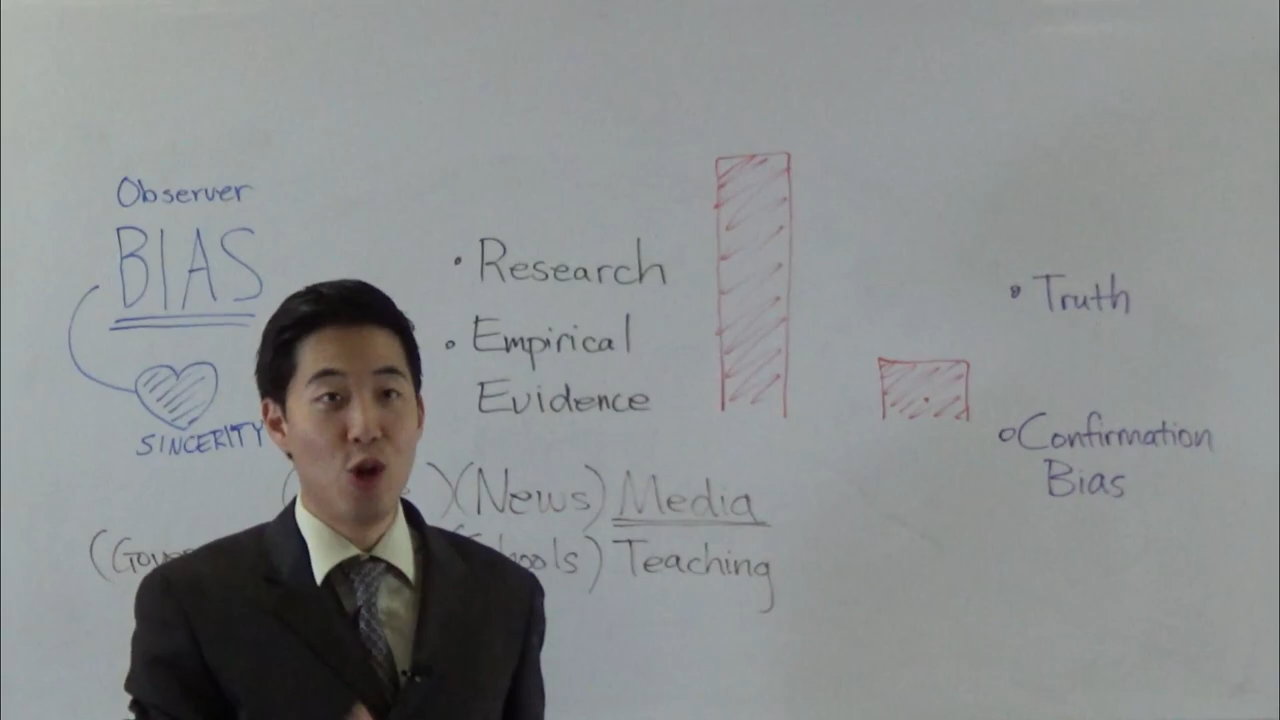 Observer
BIAS
SINCERITY
• Research
• Empirical
Evidence
(News) Media
Teaching
• Truth
Confirmation
Bias